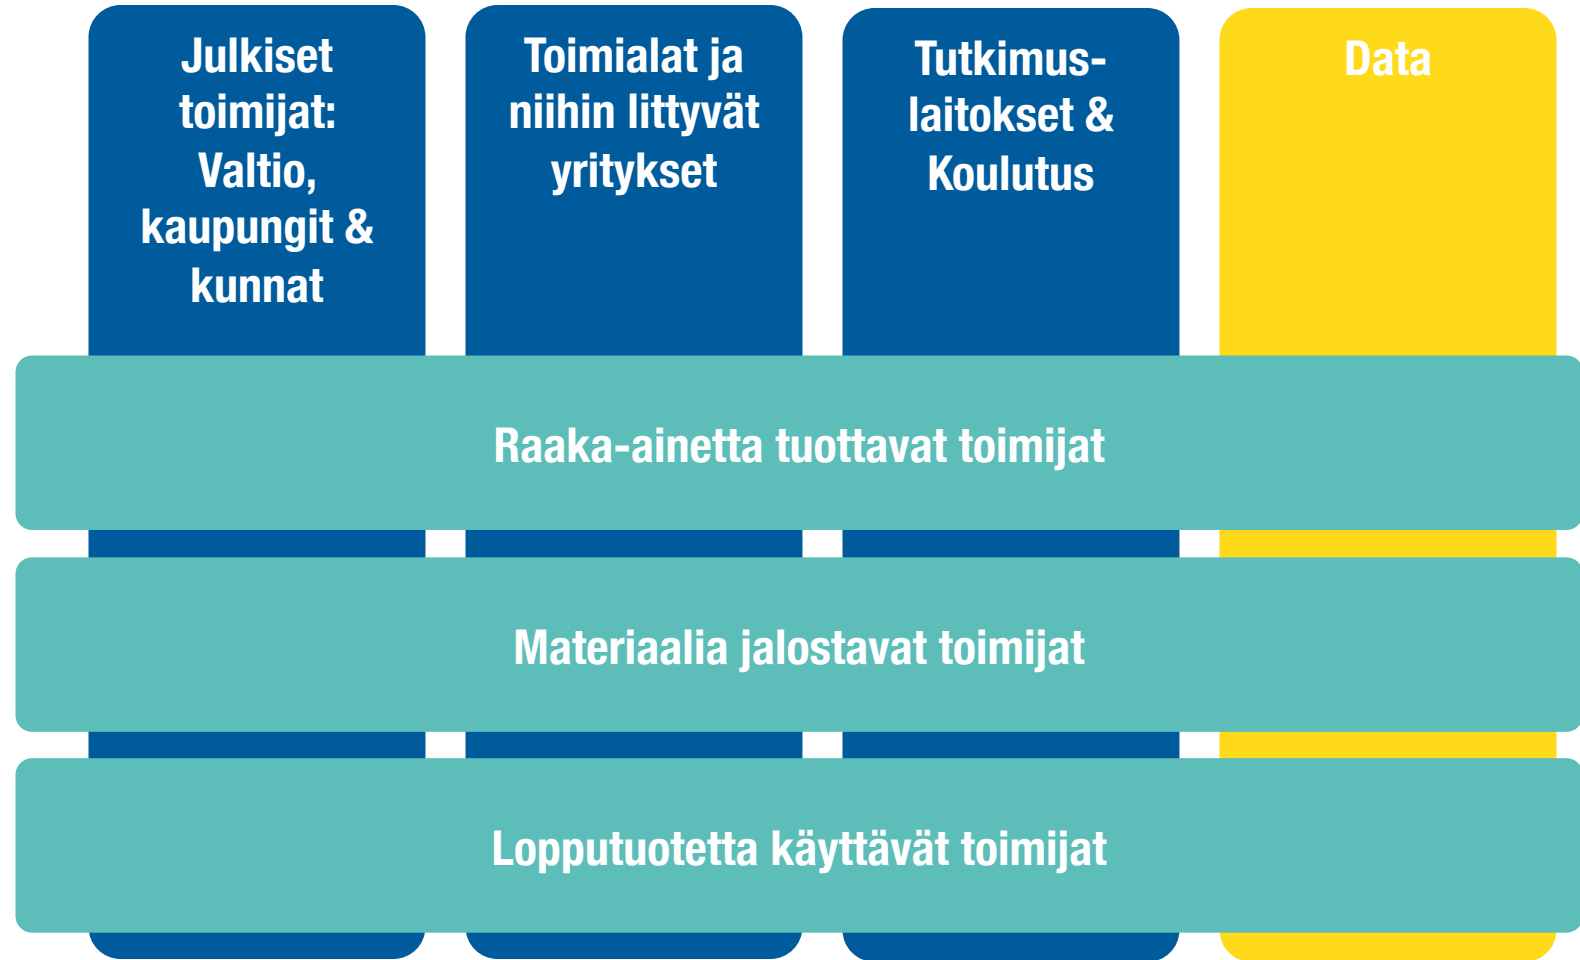 Julkiset
toimijat:
Valtio,
kaupungit &
kunnat
Toimialat ja
niihin littyvät
yritykset
Tutkimus-
laitokset &
Koulutus
Data
Raaka-ainetta tuottavat toimijat
Materiaalia jalostavat toimijat
Lopputuotetta käyttävät toimijat